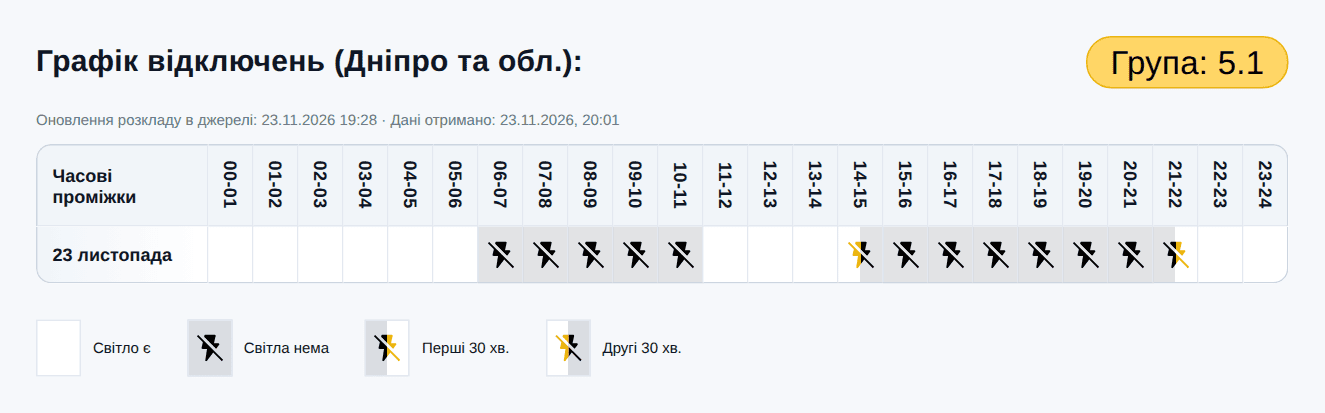 Графік відключень (Дніпро та обл.):
Група: 5.1
Оновлення розкладу в джерелі: 23.11.2026 19:28 · Дані отримано: 23.11.2026, 20:01
Часові
проміжки
00-01
01-02
02-03
03-04
04-05
05-06
06-07
07-08
08-09
09-10
10-11
11-12
12-13
13-14
14-15
15-16
16-17
17-18
18-19
19-20
20-21
21-22
22-23
23-24
23 листопада
Світло є
Світла нема
Перші 30 хв.
Другі 30 хв.